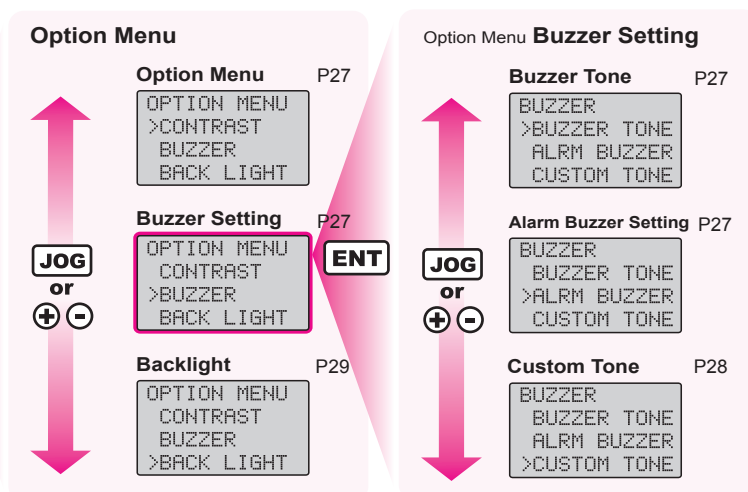 Option Menu
Option Menu P27
OPTION MENU
>CONTRAST
BUZZER
BACK LIGHT
Buzzer Setting P27
OPTION MENU
CONTRAST
>BUZZER
BACK LIGHT
Backlight P29
OPTION MENU
CONTRAST
BUZZER
>BACK LIGHT
JOG
or
+ -
ENT
Option Menu Buzzer Setting
Buzzer Tone P27
BUZZER
>BUZZER TONE
ALRM BUZZER
CUSTOM TONE
Alarm Buzzer Setting P27
BUZZER
BUZZER TONE
>ALRM BUZZER
CUSTOM TONE
Custom Tone P28
BUZZER
BUZZER TONE
ALRM BUZZER
>CUSTOM TONE
JOG
or
+ -